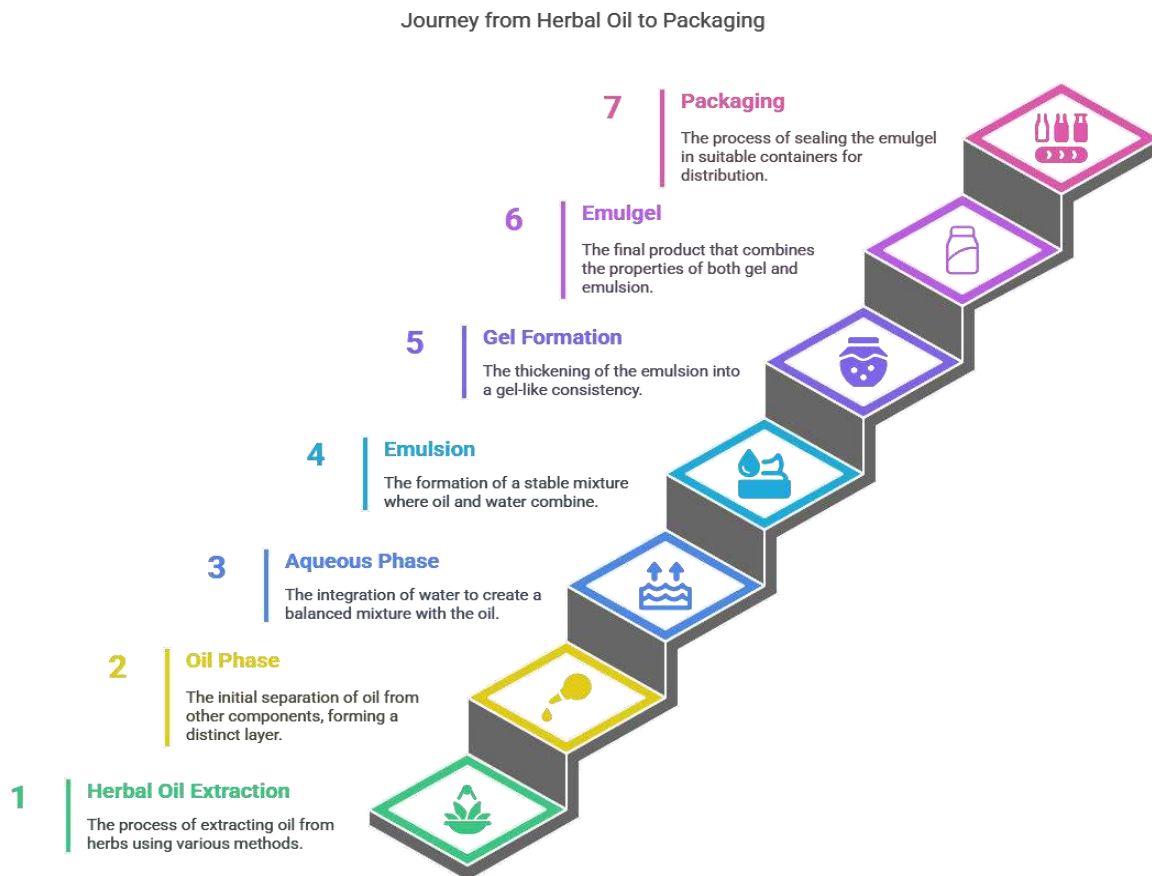 Journey from Herbal Oil to Packaging
7
Packaging
The process of sealing the emulgel
in suitable containers for
distribution.
6
Emulgel
The final product that combines
the properties of both gel and
emulsion.
5
Gel Formation
The thickening of the emulsion into
a gel-like consistency.
4
Emulsion
The formation of a stable mixture
where oil and water combine.
3
Aqueous Phase
The integration of water to create a
balanced mixture with the oil.
2
Oil Phase
The initial separation of oil from
other components, forming a
distinct layer.
1
Herbal Oil Extraction
The process of extracting oil from
herbs using various methods.